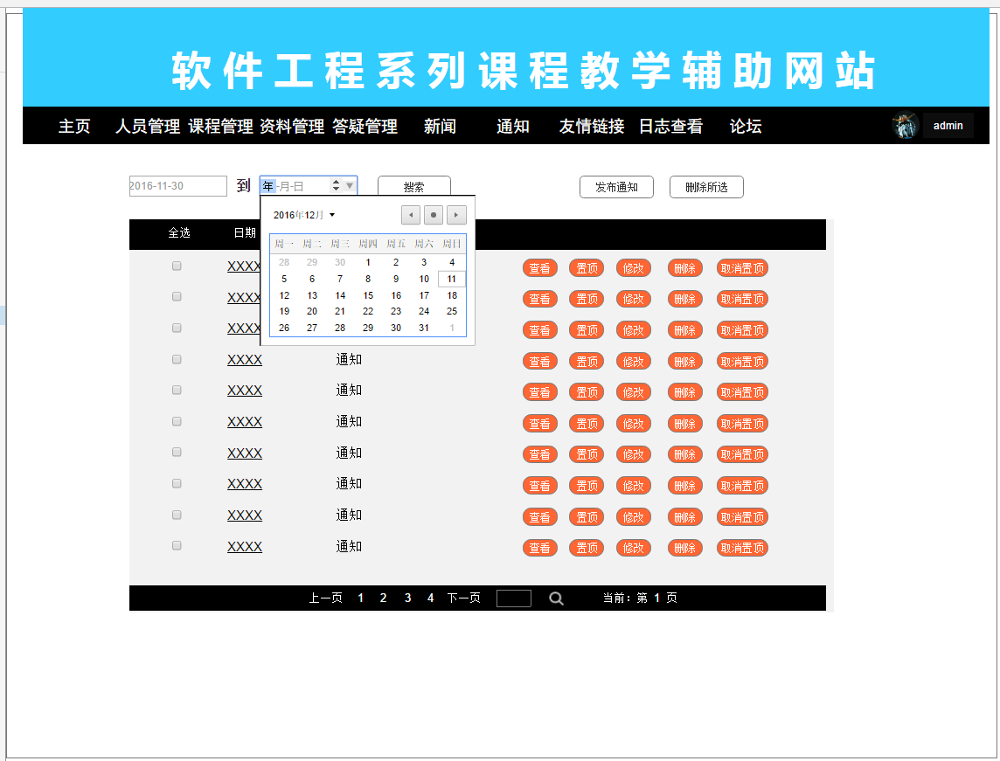 软件工程系列课程教学辅助网站
主页 人员管理 课程管理 资料管理 答疑管理 新闻 通知 友情链接 日志查看 论坛 admin
2016-11-30 到 年-月-日 搜索 发布通知 删除所选
2016年12月
全选 日期
周一 周二 周三 周四 周五 周六 周日
28 29 30 1 2 3 4
5 6 7 8 9 10 11
12 13 14 15 16 17 18
19 20 21 22 23 24 25
26 27 28 29 30 31 1
XXXX 查看 置顶 修改 删除 取消置顶
XXXX 查看 置顶 修改 删除 取消置顶
XXXX 查看 置顶 修改 删除 取消置顶
XXXX 通知 查看 置顶 修改 删除 取消置顶
XXXX 通知 查看 置顶 修改 删除 取消置顶
XXXX 通知 查看 置顶 修改 删除 取消置顶
XXXX 通知 查看 置顶 修改 删除 取消置顶
XXXX 通知 查看 置顶 修改 删除 取消置顶
XXXX 通知 查看 置顶 修改 删除 取消置顶
XXXX 通知 查看 置顶 修改 删除 取消置顶
上一页 1 2 3 4 下一页 当前：第 1 页